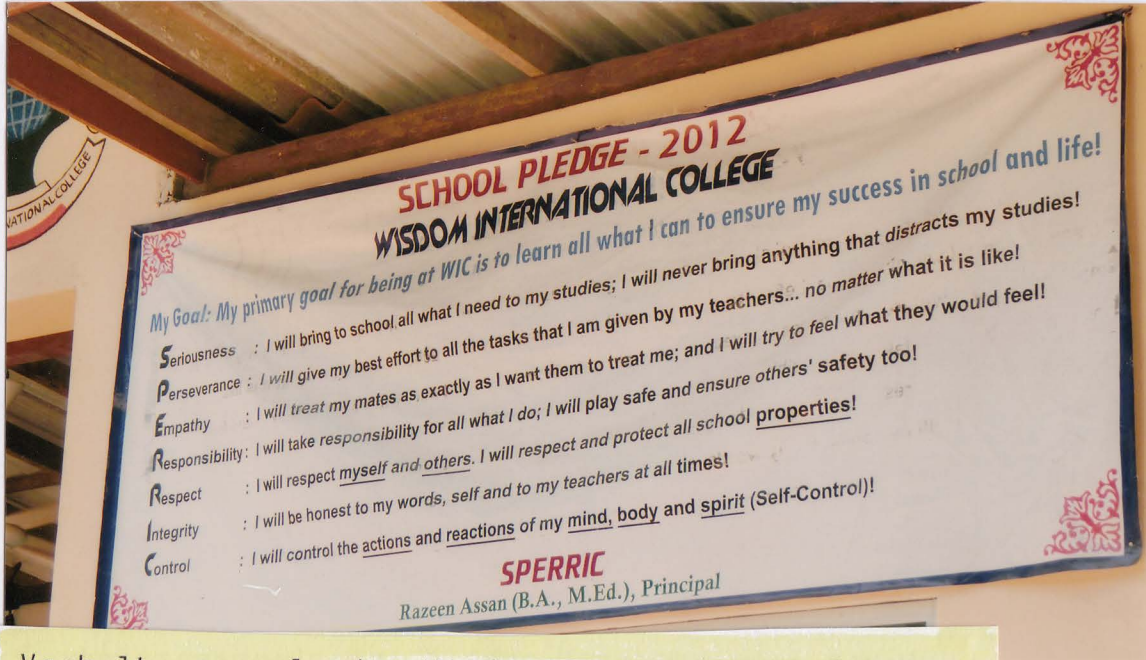 NATIONAL COLLEGE
SCHOOL PLEDGE - 2012
WISDOM INTERNATIONAL COLLEGE
My Goal: My primary goal for being at WIC is to learn all what I can to ensure my success in school and life!
Seriousness : I will bring to school all what I need to my studies; I will never bring anything that distracts my studies!
Perseverance : I will give my best effort to all the tasks that I am given by my teachers... no matter what it is like!
Empathy : I will treat my mates as exactly as I want them to treat me; and I will try to feel what they would feel!
Responsibility : I will take responsibility for all what I do; I will play safe and ensure others' safety too!
Respect : I will respect myself and others. I will respect and protect all school properties!
Integrity : I will be honest to my words, self and to my teachers at all times!
Control : I will control the actions and reactions of my mind, body and spirit (Self-Control)!
SPERRIC
Razeen Assan (B.A., M.Ed.), Principal